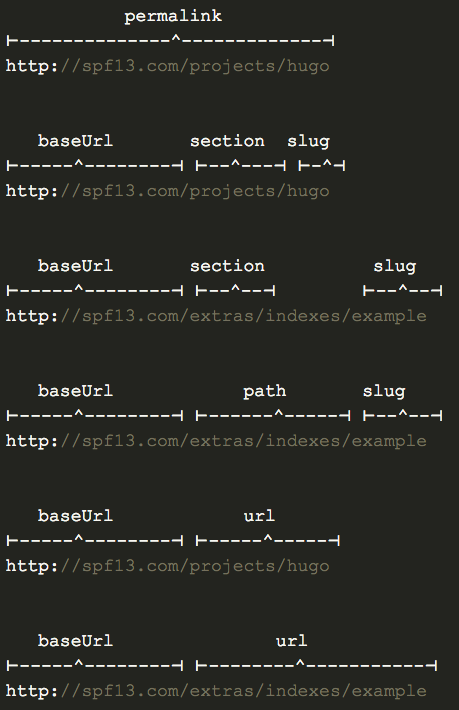 permalink
⊢--------------^-------------⊣
http://spf13.com/projects/hugo
   baseUrl       section  slug
⊢-----^--------⊣ ⊢---^----⊣ ⊢-^-⊣
http://spf13.com/projects/hugo
   baseUrl       section          slug
⊢-----^--------⊣ ⊢---^--⊣        ⊢---^--⊣
http://spf13.com/extras/indexes/example
   baseUrl            path       slug
⊢-----^--------⊣ ⊢-------^-----⊣ ⊢---^--⊣
http://spf13.com/extras/indexes/example
   baseUrl            url
⊢-----^--------⊣ ⊢------^-----⊣
http://spf13.com/projects/hugo
   baseUrl               url
⊢-----^--------⊣ ⊢---------^-----------⊣
http://spf13.com/extras/indexes/example